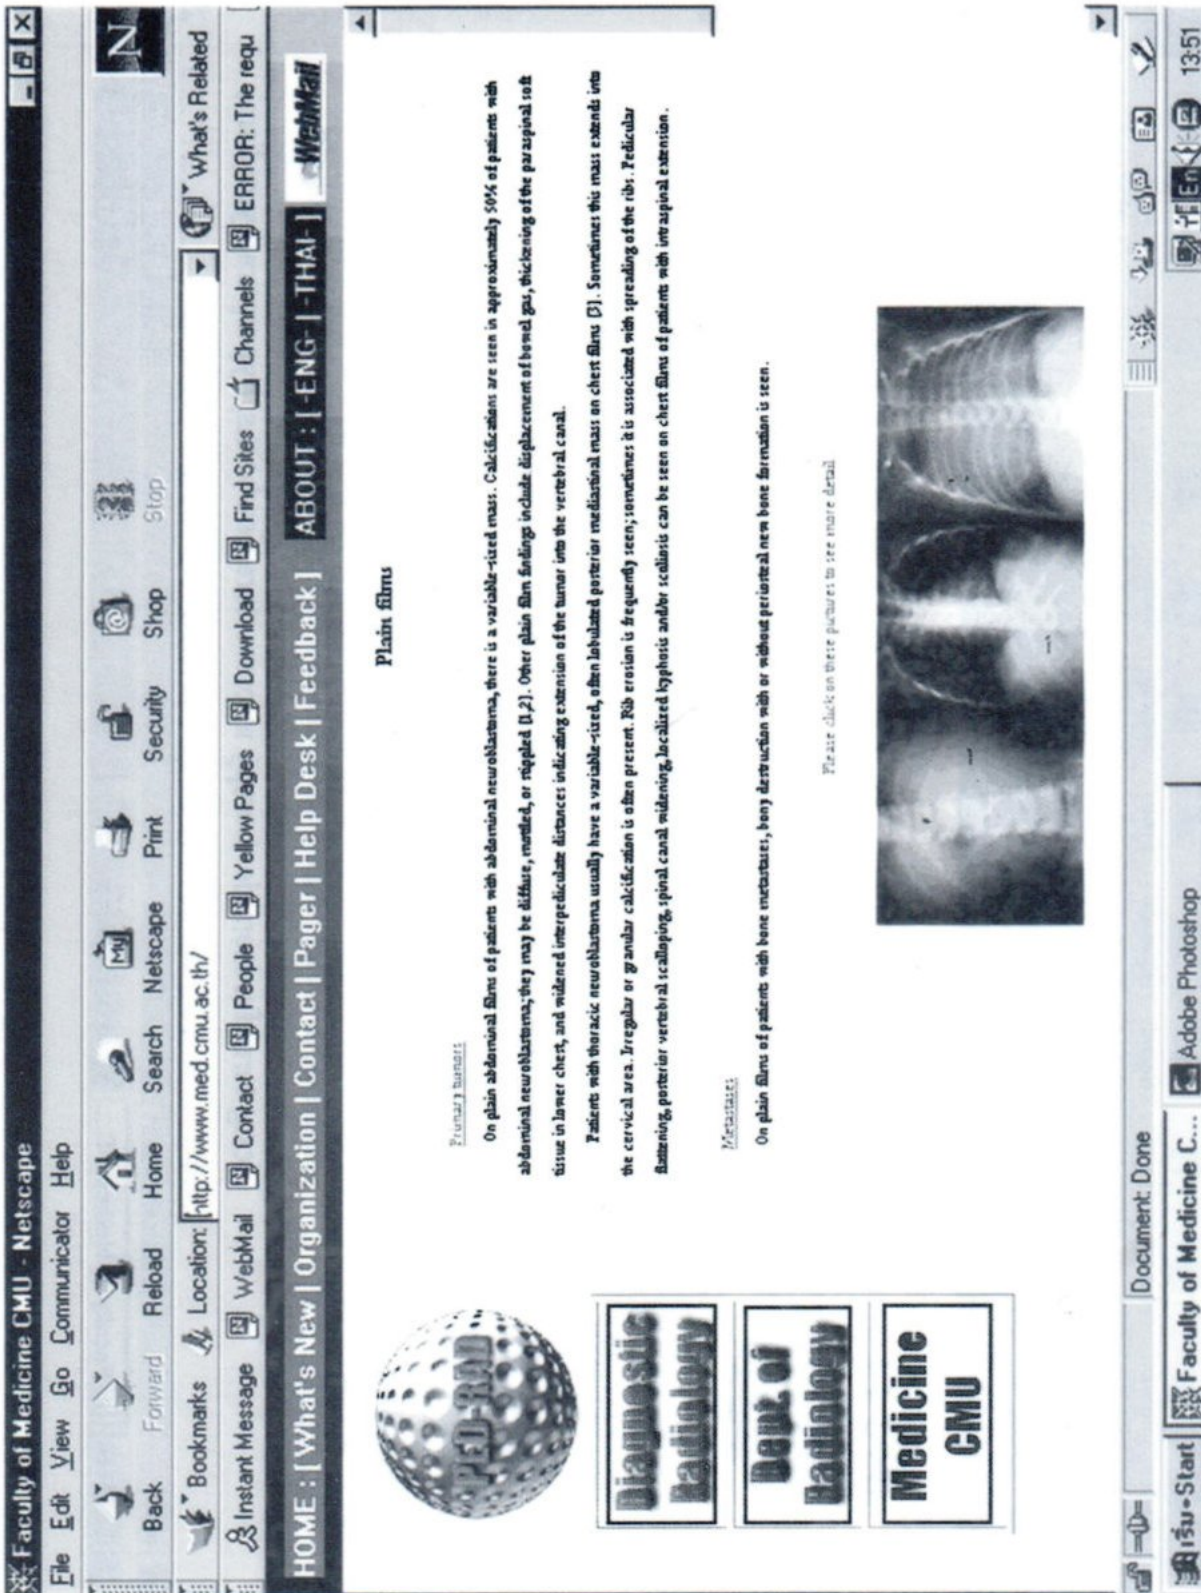 Faculty of Medicine CMU - Netscape
File Edit View Go Communicator Help
Back Forward Reload Home Search Netscape Print Security Shop Stop
My
N
Bookmarks Location: http://www.med.cmu.ac.th/ What's Related
Instant Message WebMail Contact People Yellow Pages Download Find Sites Channels ERROR: The requ
HOME : [ What's New | Organization | Contact | Pager | Help Desk | Feedback ] ABOUT : [ -ENG- | -THAI- ] WebMail
PED-RAD
Diagnostic
Radiology
Dept of
Radiology
Medicine
CMU
Plain films
Primary tumors
On plain abdominal films of patients with abdominal neuroblastoma, there is a variable-sized mass. Calcifications are seen in approximately 50% of patients with
abdominal neuroblastoma; they may be diffuse, mottled, or stippled [1,2]. Other plain film findings include displacement of bowel gas, thickening of the paraspinal soft
tissue in lower chest, and widened interpediculate distances indicating extension of the tumor into the vertebral canal.
Patients with thoracic neuroblastoma usually have a variable-sized, often lobulated posterior mediastinal mass on chest films [3]. Sometimes this mass extends into
the cervical area. Irregular or granular calcification is often present. Rib erosion is frequently seen; sometimes it is associated with spreading of the ribs. Pedicular
flattening, posterior vertebral scalloping, spinal canal widening, localized kyphosis and/or scoliosis can be seen on chest films of patients with intraspinal extension.
Metastases
On plain films of patients with bone metastases, bony destruction with or without periosteal new bone formation is seen.
Please click on these pictures to see more detail
Document: Done
เริ่ม-Start Faculty of Medicine C... Adobe Photoshop En 13:51